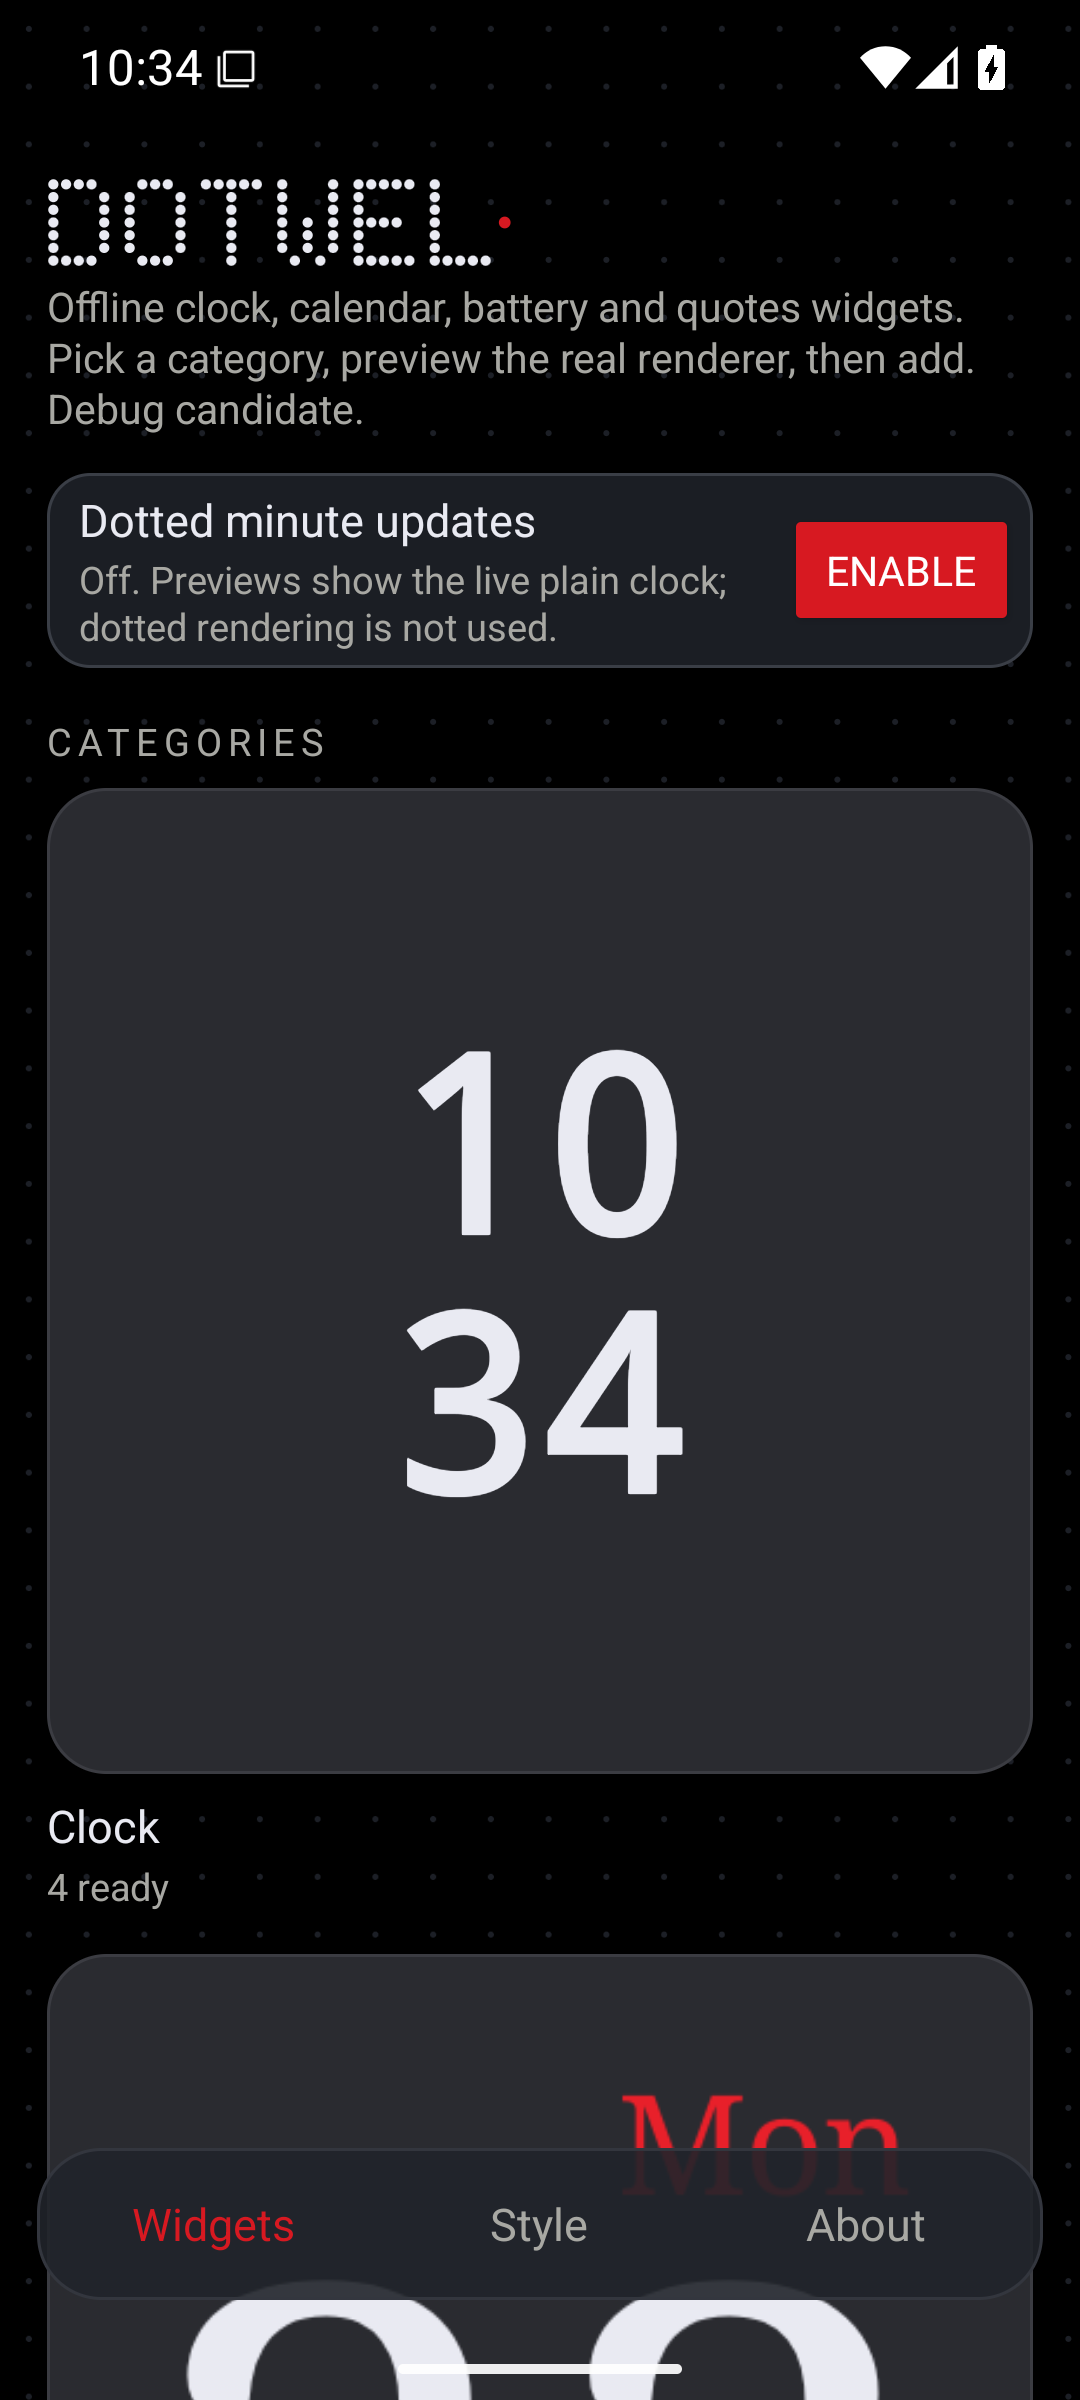 10:34
DOTWEL
Offline clock, calendar, battery and quotes widgets.
Pick a category, preview the real renderer, then add.
Debug candidate.
Dotted minute updates
Off. Previews show the live plain clock;
dotted rendering is not used.
ENABLE
CATEGORIES
10
34
Clock
4 ready
Mon
Widgets
Style
About